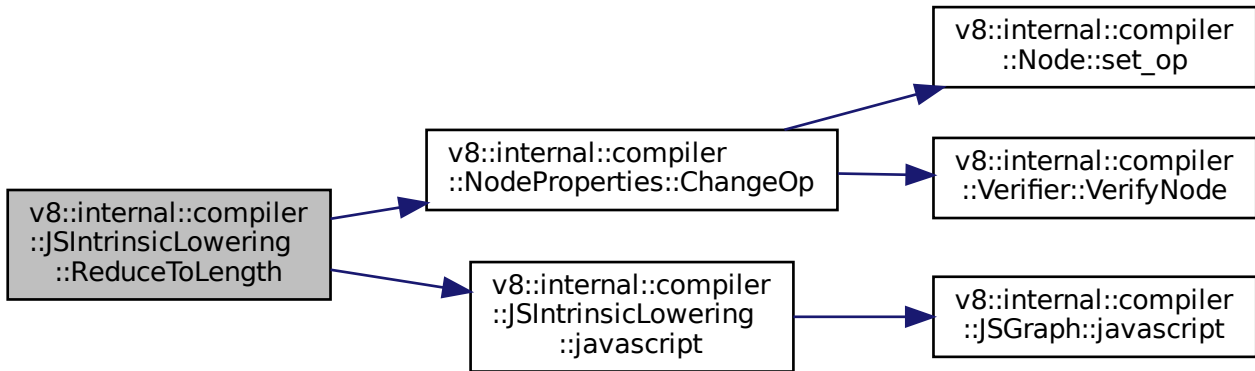 v8::internal::compiler
::JSIntrinsicLowering
::ReduceToLength
v8::internal::compiler
::NodeProperties::ChangeOp
v8::internal::compiler
::Node::set_op
v8::internal::compiler
::Verifier::VerifyNode
v8::internal::compiler
::JSIntrinsicLowering
::javascript
v8::internal::compiler
::JSGraph::javascript